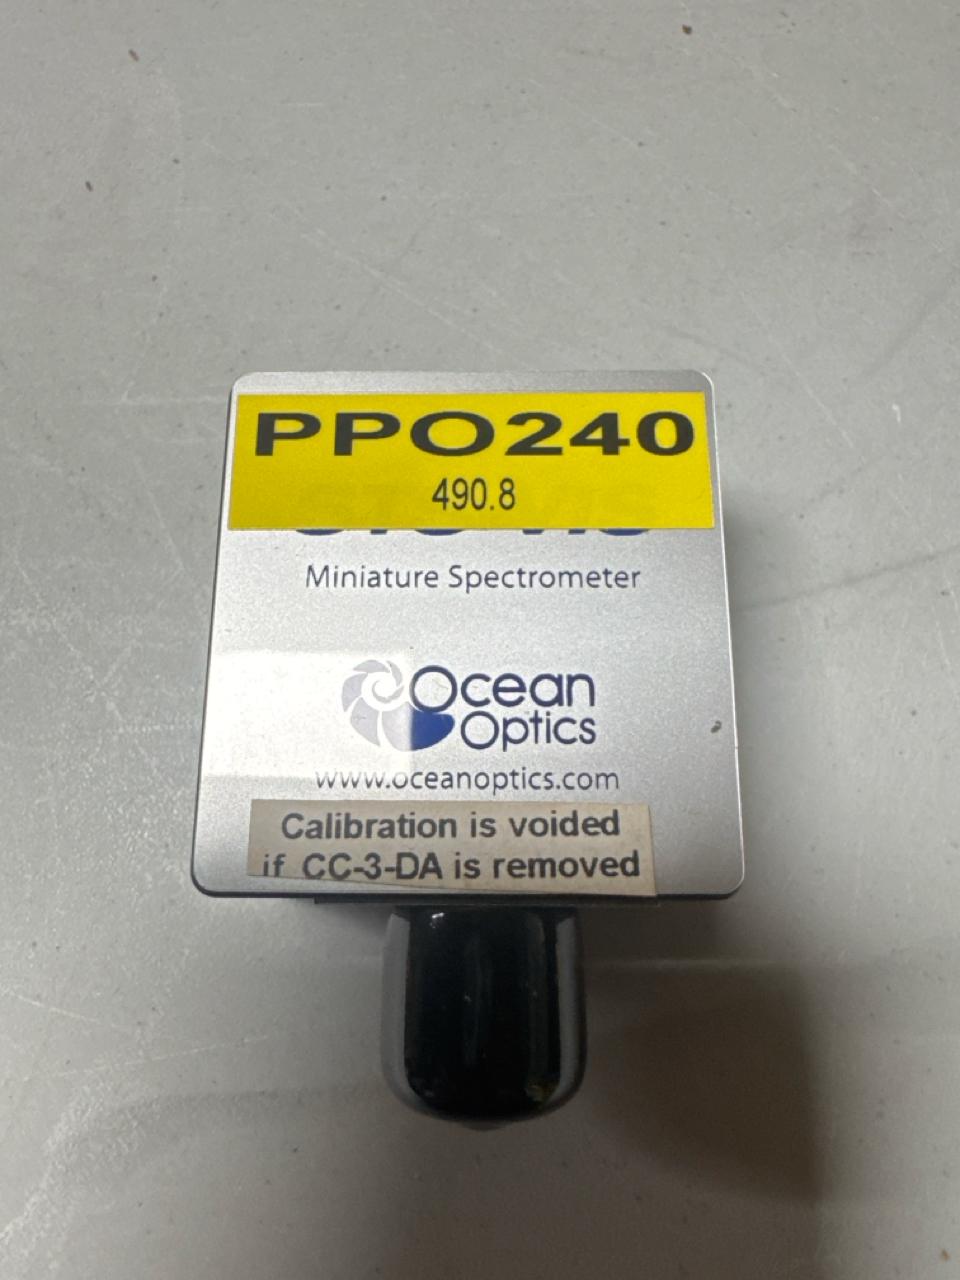 PPO240
490.8
Miniature Spectrometer
Ocean
Optics
www.oceanoptics.com
Calibration is voided
if CC-3-DA is removed